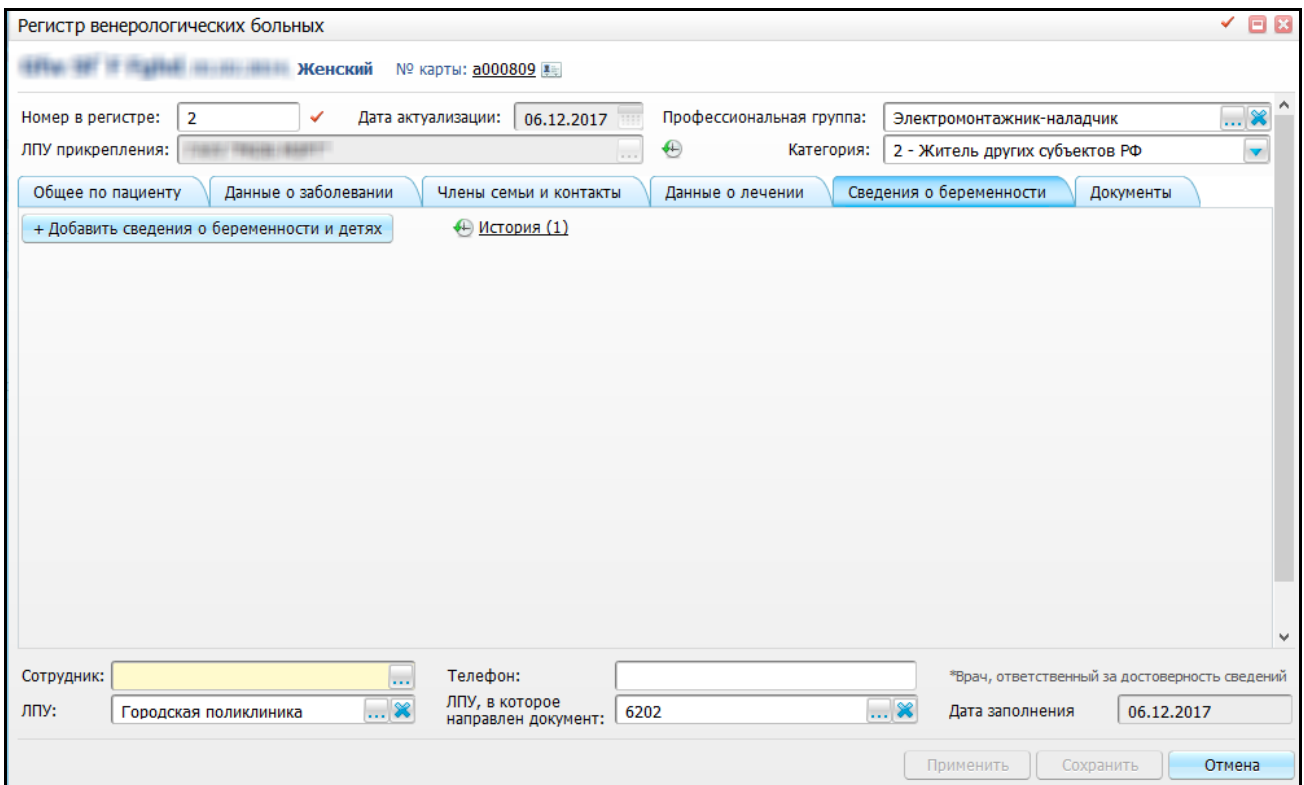 Регистр венерологических больных
Женский № карты: a000809
Номер в регистре: 2 Дата актуализации: 06.12.2017 Профессиональная группа: Электромонтажник-наладчик ...
ЛПУ прикрепления: ... Категория: 2 - Житель других субъектов РФ
Общее по пациенту Данные о заболевании Члены семьи и контакты Данные о лечении Сведения о беременности Документы
+ Добавить сведения о беременности и детях История (1)
Сотрудник: ... Телефон: *Врач, ответственный за достоверность сведений
ЛПУ: Городская поликлиника ... ЛПУ, в которое
направлен документ: 6202 ... Дата заполнения 06.12.2017
Применить Сохранить Отмена